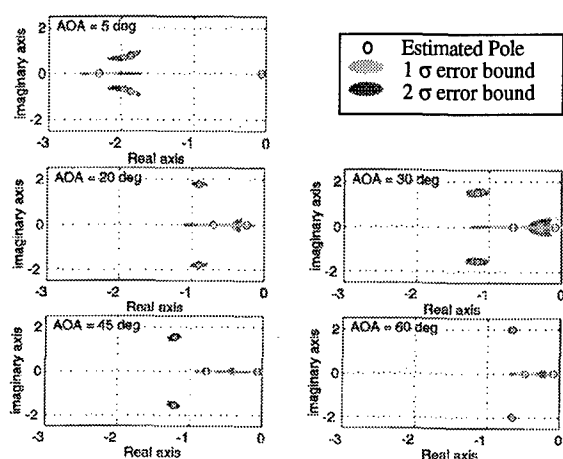 AOA = 5 deg
2
0
-2
imaginary axis
-3
-2
-1
0
Real axis
Estimated Pole
1 σ error bound
2 σ error bound
AOA = 20 deg
2
0
-2
imaginary axis
-3
-2
-1
0
Real axis
AOA = 30 deg
2
0
-2
imaginary axis
-3
-2
-1
0
Real axis
AOA = 45 deg
2
0
-2
imaginary axis
-3
-2
-1
0
Real axis
AOA = 60 deg
2
0
-2
imaginary axis
-3
-2
-1
0
Real axis